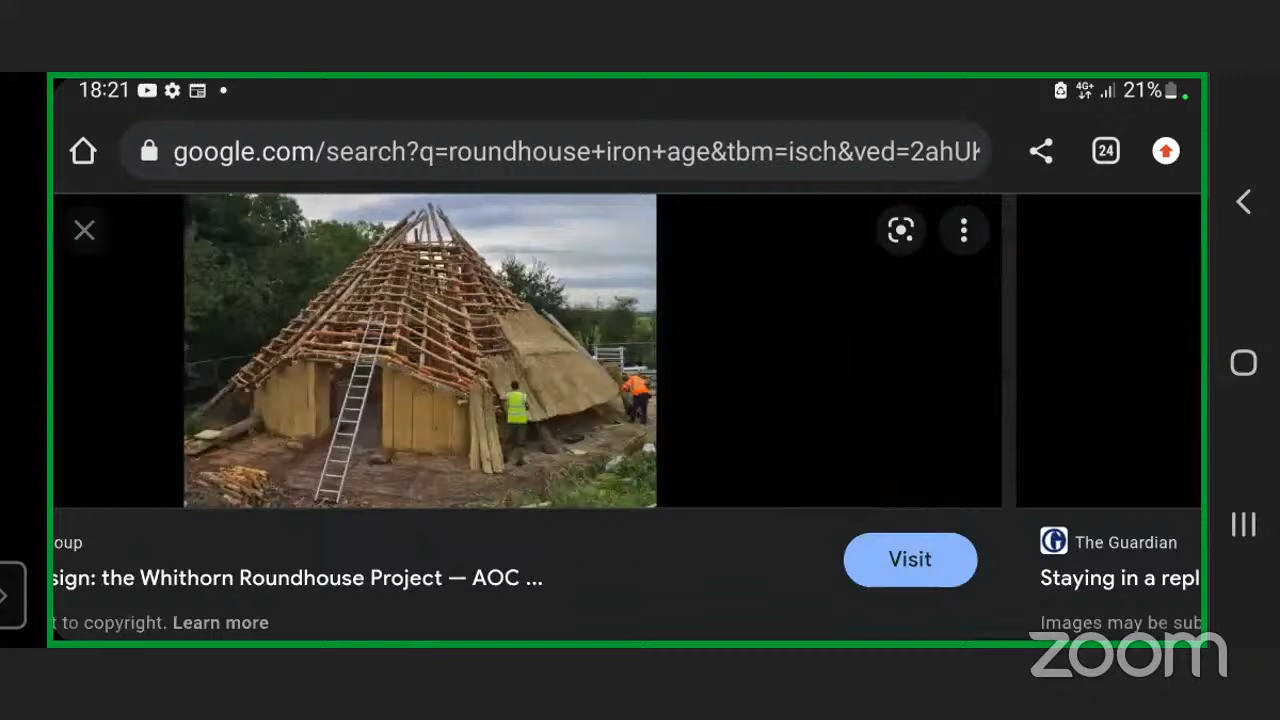 18:21
4G+
21%
google.com/search?q=roundhouse+iron+age&tbm=isch&ved=2ahUK
24
oup
sign: the Whithorn Roundhouse Project — AOC ...
Visit
t to copyright. Learn more
The Guardian
Staying in a repl
Images may be sub
zoom